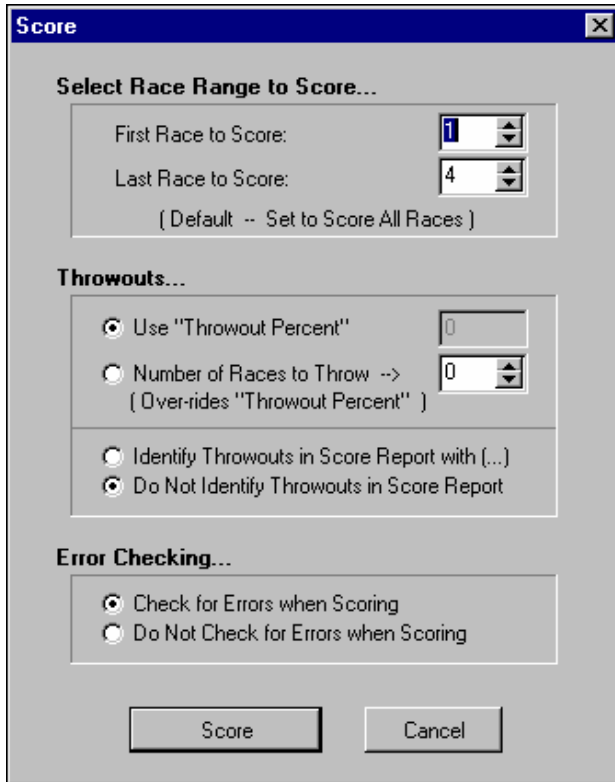 Score
Select Race Range to Score...
First Race to Score: 1
Last Race to Score: 4
( Default -- Set to Score All Races )
Throwouts...
Use "Throwout Percent" 0
Number of Races to Throw --> 0
( Over-rides "Throwout Percent" )
Identify Throwouts in Score Report with (...)
Do Not Identify Throwouts in Score Report
Error Checking...
Check for Errors when Scoring
Do Not Check for Errors when Scoring
Score Cancel